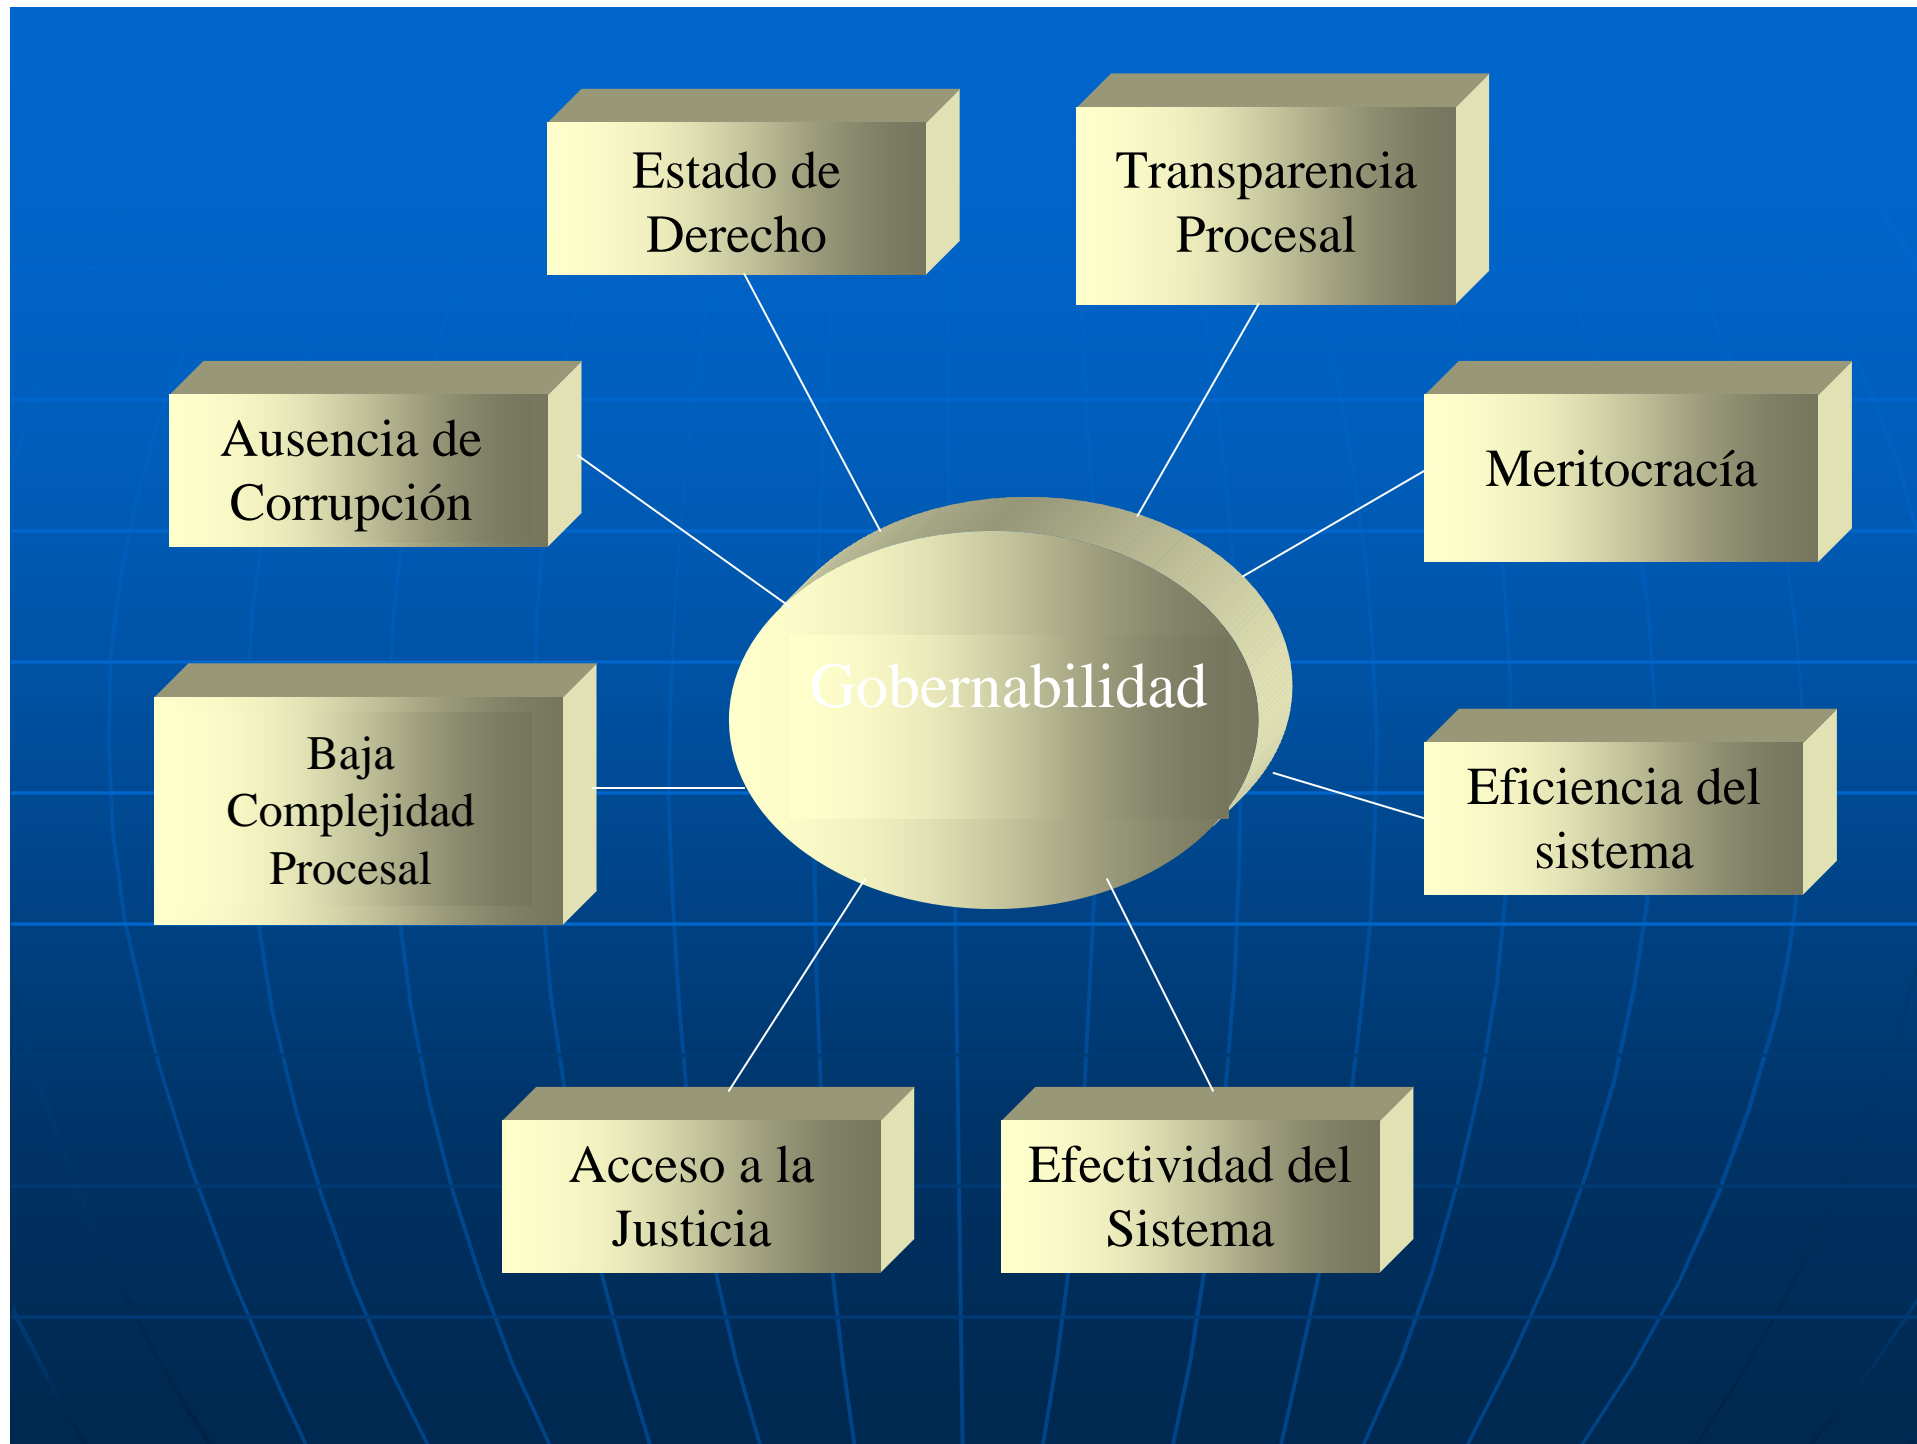 Estado de
Derecho
Transparencia
Procesal
Ausencia de
Corrupción
Meritocracía
Gobernabilidad
Baja
Complejidad
Procesal
Eficiencia del
sistema
Acceso a la
Justicia
Efectividad del
Sistema